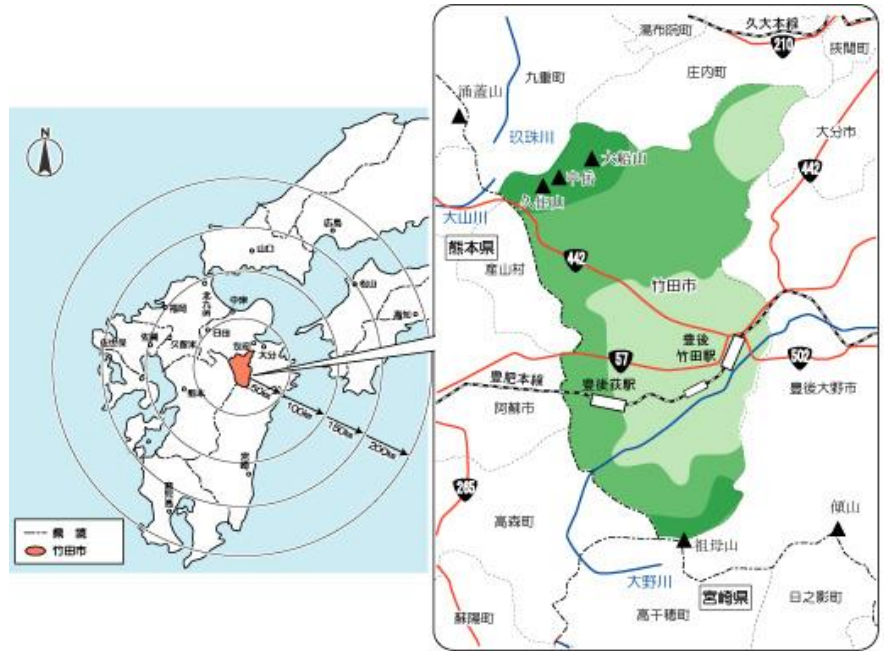 N
広島
山口
松山
高知
北九州
中津
福岡
日田
佐賀
久留米
別府
大分
佐世保
熊本
50km
100km
150km
200km
宮崎
鹿児島
県境
竹田市
久大本線
湯布院町
210
挾間町
九重町
庄内町
涌蓋山
玖珠川
大分市
大船山
中岳
久住山
442
大山川
熊本県
442
産山村
竹田市
豊後
竹田駅
57
502
豊肥本線
豊後荻駅
豊後大野市
阿蘇市
265
高森町
傾山
祖母山
大野川
宮崎県
日之影町
高千穂町
蘇陽町